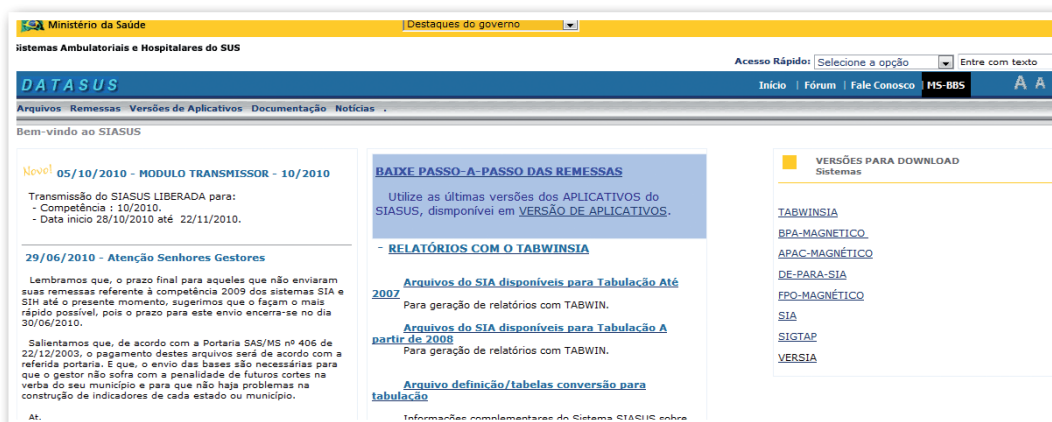 Ministério da Saúde
Destaques do governo
Sistemas Ambulatoriais e Hospitalares do SUS
Acesso Rápido: Selecione a opção Entre com texto
DATASUS
Início | Fórum | Fale Conosco | MS-BBS A A
Arquivos Remessas Versões de Aplicativos Documentação Notícias .
Bem-vindo ao SIASUS
Novo! 05/10/2010 - MODULO TRANSMISSOR - 10/2010
Transmissão do SIASUS LIBERADA para:
- Competência : 10/2010.
- Data inicio 28/10/2010 até 22/11/2010.
29/06/2010 - Atenção Senhores Gestores
Lembramos que, o prazo final para aqueles que não enviaram
suas remessas referente à competência 2009 dos sistemas SIA e
SIH até o presente momento, sugerimos que o façam o mais
rápido possível, pois o prazo para este envio encerra-se no dia
30/06/2010.
Salientamos que, de acordo com a Portaria SAS/MS nº 406 de
22/12/2003, o pagamento destes arquivos será de acordo com a
referida portaria. E que, o envio das bases são necessárias para
que o gestor não sofra com a penalidade de futuros cortes na
verba do seu município e para que não haja problemas na
construção de indicadores de cada estado ou município.
At.
BAIXE PASSO-A-PASSO DAS REMESSAS
Utilize as últimas versões dos APLICATIVOS do
SIASUS, dismponívei em VERSÃO DE APLICATIVOS.
- RELATÓRIOS COM O TABWINSIA
Arquivos do SIA disponíveis para Tabulação Até
2007
Para geração de relatórios com TABWIN.
Arquivos do SIA disponíveis para Tabulação A
partir de 2008
Para geração de relatórios com TABWIN.
Arquivo definição/tabelas conversão para
tabulação
Informações complementares do Sistema SIASUS sobre
VERSÕES PARA DOWNLOAD
Sistemas
TABWINSIA
BPA-MAGNETICO
APAC-MAGNÉTICO
DE-PARA-SIA
FPO-MAGNÉTICO
SIA
SIGTAP
VERSIA